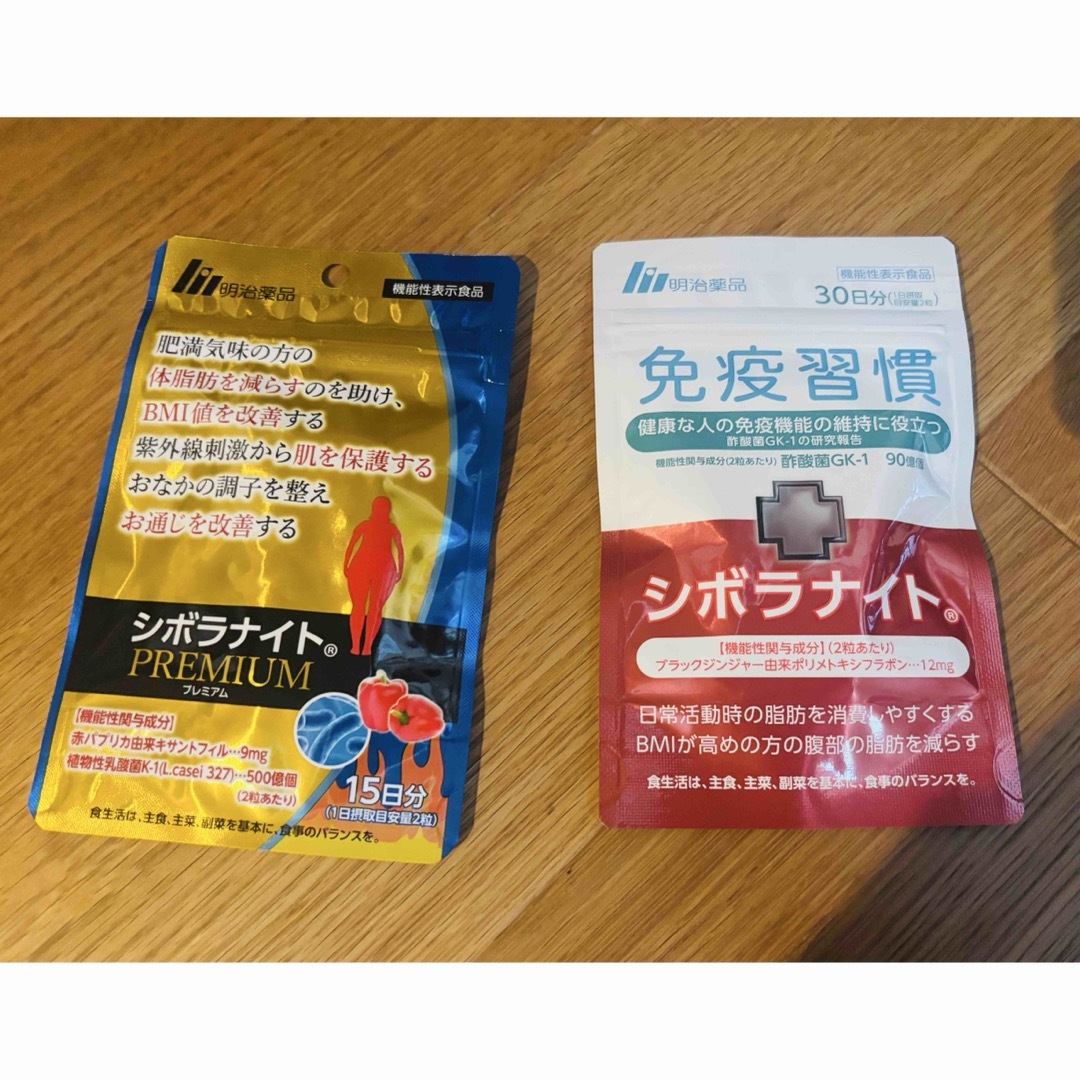 明治薬品
機能性表示食品
肥満気味の方の
体脂肪を減らすのを助け、
BMI値を改善する
紫外線刺激から肌を保護する
おなかの調子を整え
お通じを改善する
シボラナイト®
PREMIUM
プレミアム
【機能性関与成分】
赤パプリカ由来キサントフィル…9mg
植物性乳酸菌K-1(L.casei 327)…500億個
(2粒あたり)
15日分
(1日摂取目安量2粒)
食生活は、主食、主菜、副菜を基本に、食事のバランスを。
明治薬品
機能性表示食品
30日分(1日摂取
目安量2粒)
免疫習慣
健康な人の免疫機能の維持に役立つ
酢酸菌GK-1の研究報告
機能性関与成分(2粒あたり) 酢酸菌GK-1 90億個
シボラナイト®
【機能性関与成分】(2粒あたり)
ブラックジンジャー由来ポリメトキシフラボン…12mg
日常活動時の脂肪を消費しやすくする
BMIが高めの方の腹部の脂肪を減らす
食生活は、主食、主菜、副菜を基本に、食事のバランスを。